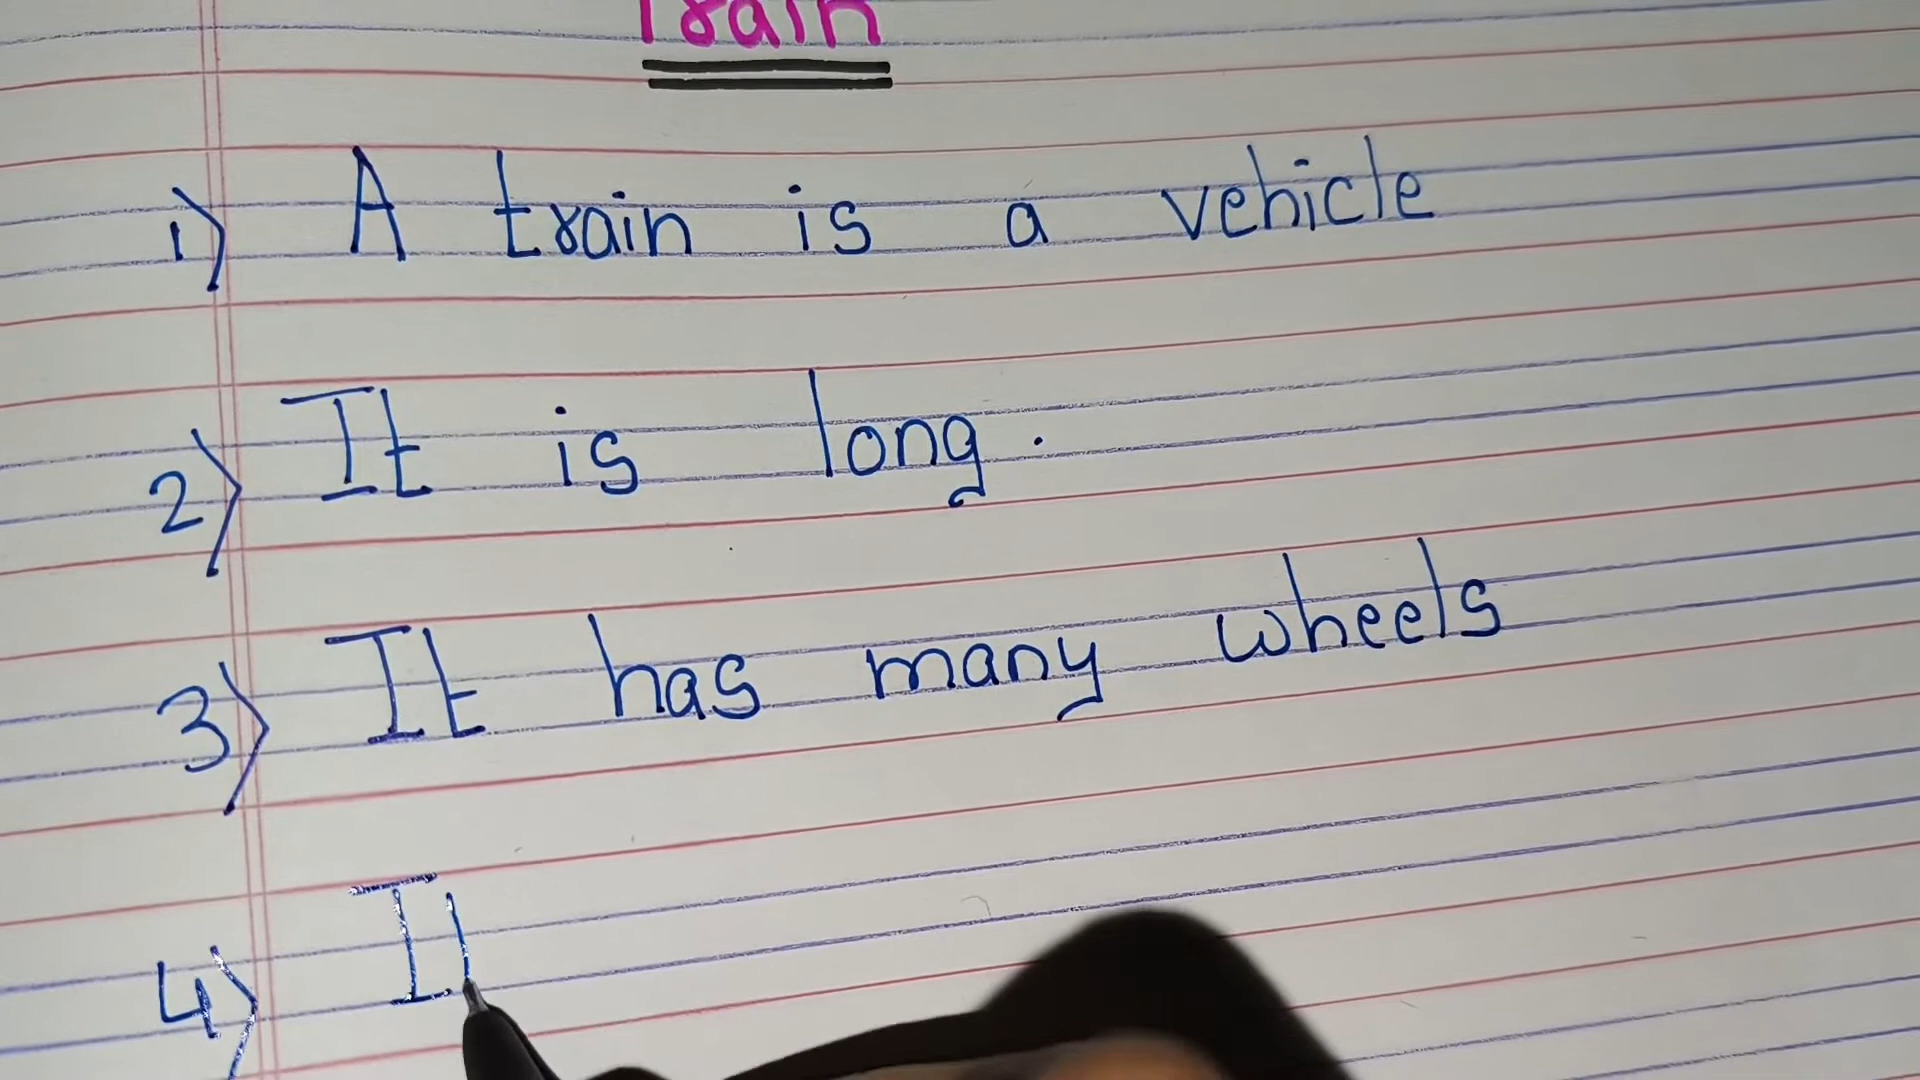 Train
1) A train is a vehicle
2) It is long.
3) It has many wheels
4) I